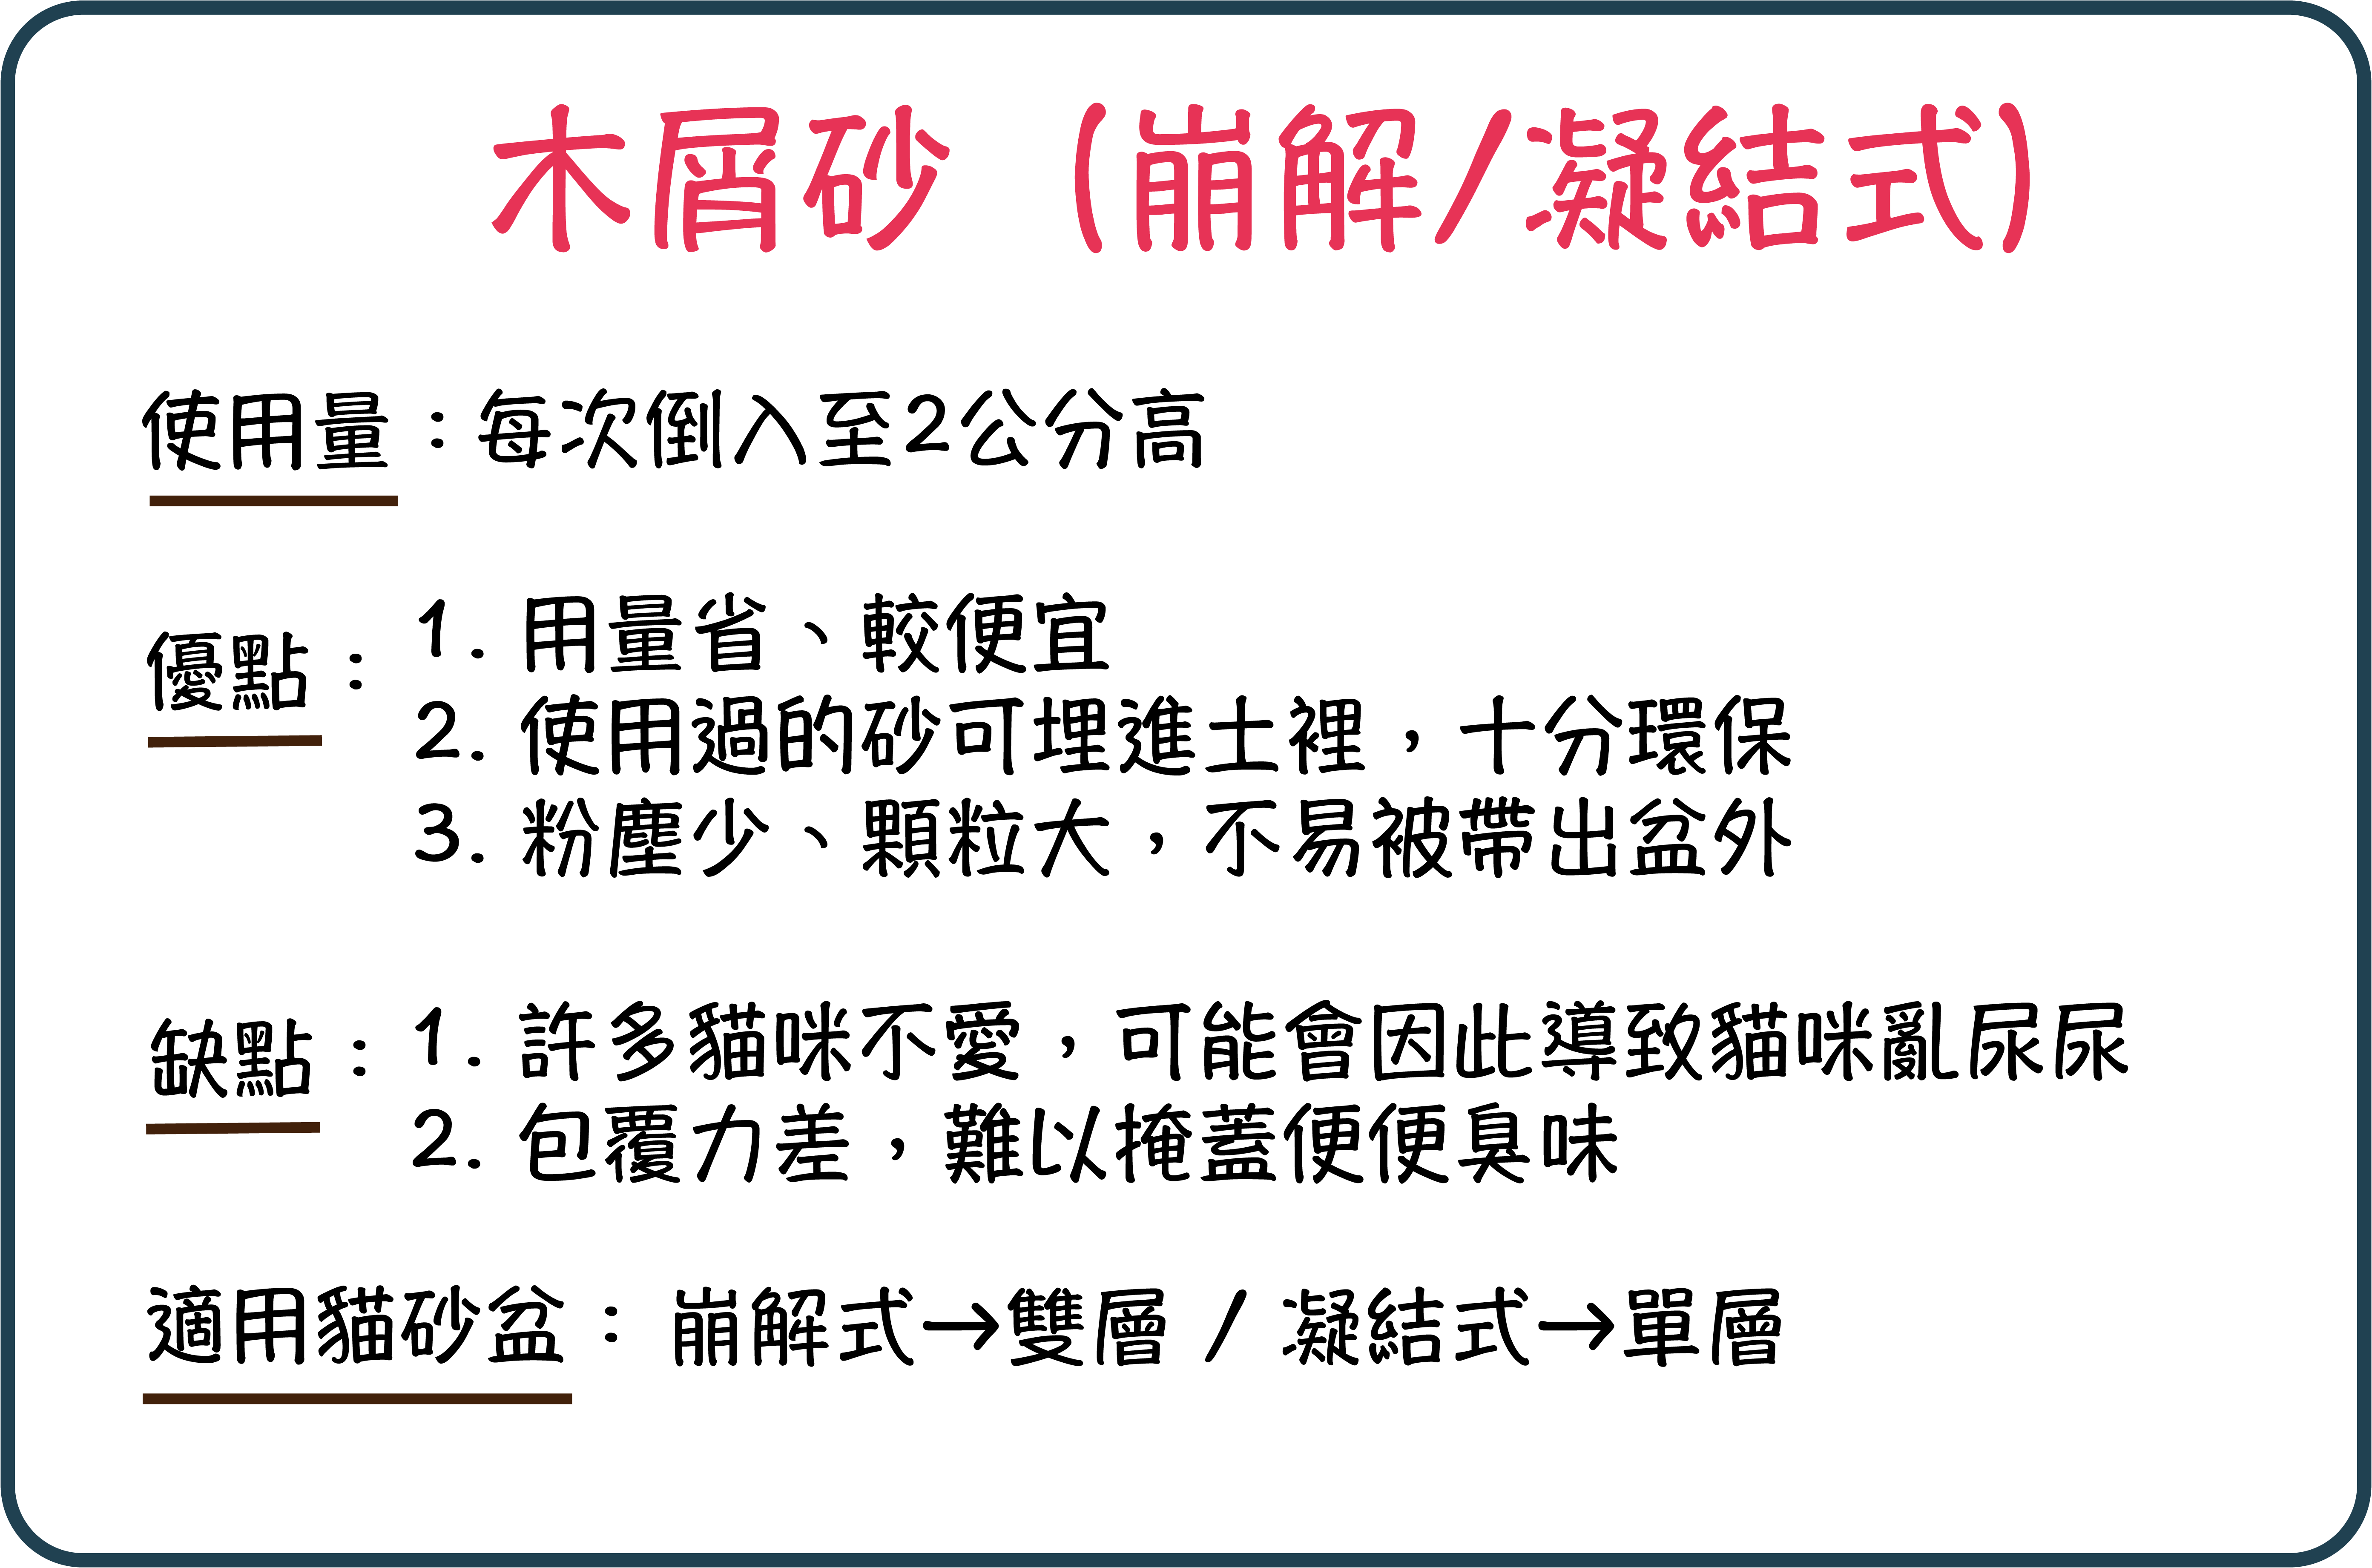 木屑砂（崩解/凝結式）
使用量：每次倒入至2公分高
優點：1. 用量省、較便宜
2. 使用過的砂可埋進土裡，十分環保
3. 粉塵少、顆粒大，不易被帶出盆外
缺點：1. 許多貓咪不愛，可能會因此導致貓咪亂尿尿
2. 包覆力差，難以掩蓋便便臭味
適用貓砂盆：崩解式→雙層 / 凝結式→單層